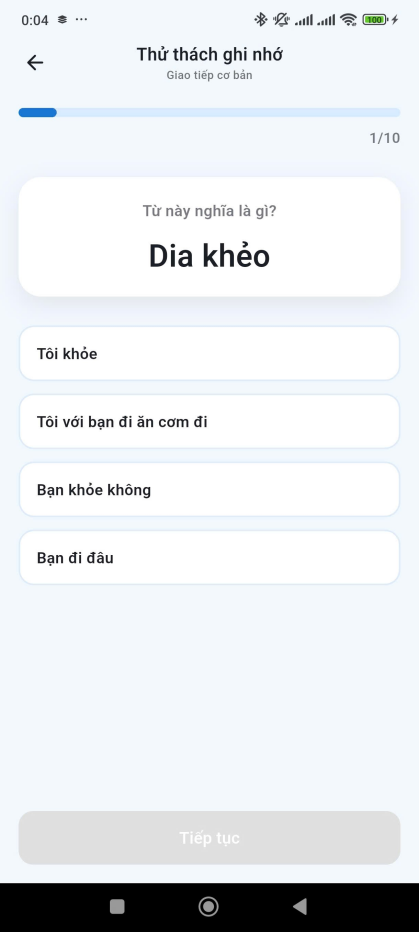 0:04
100
Thử thách ghi nhớ
Giao tiếp cơ bản
1/10
Từ này nghĩa là gì?
Dia khẻo
Tôi khỏe
Tôi với bạn đi ăn cơm đi
Bạn khỏe không
Bạn đi đâu
Tiếp tục